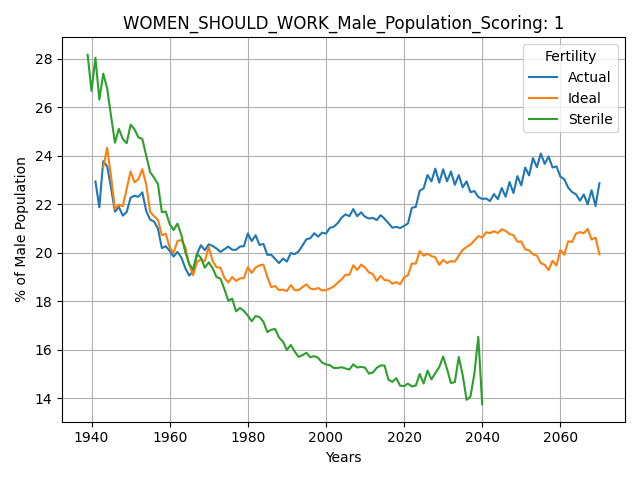 WOMEN_SHOULD_WORK_Male_Population_Scoring: 1
Fertility
Actual
Ideal
Sterile
% of Male Population
28
26
24
22
20
18
16
14
1940 1960 1980 2000 2020 2040 2060
Years